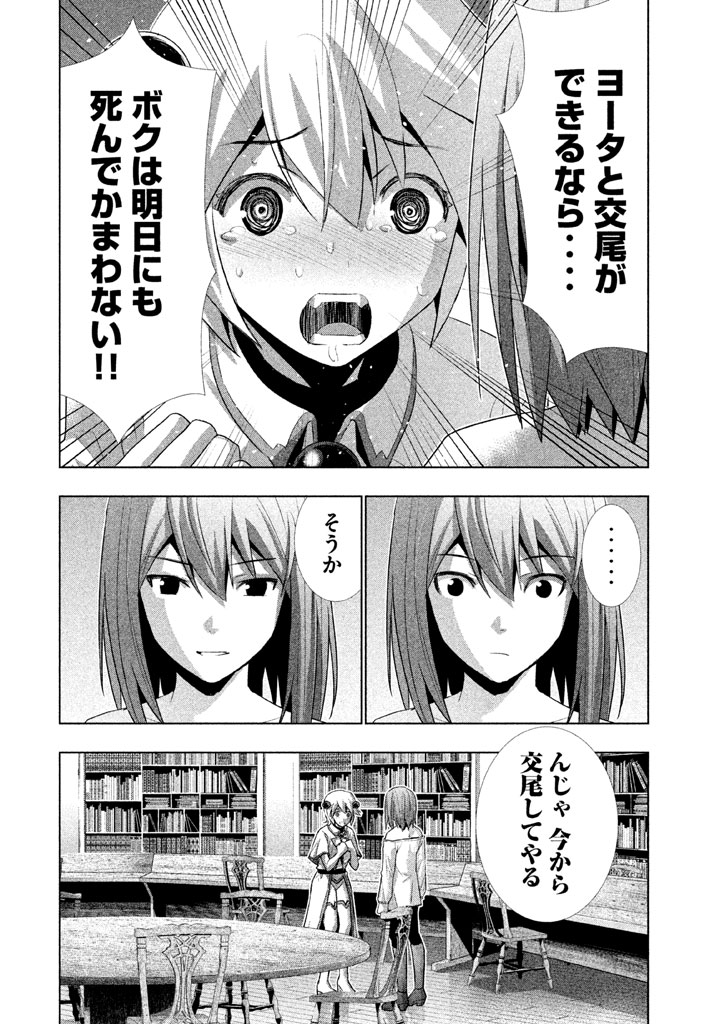 ヨータと交尾が
できるなら‥‥
ボクは明日にも
死んでかまわない!!
‥‥‥
そうか
んじゃ 今から
交尾してやる